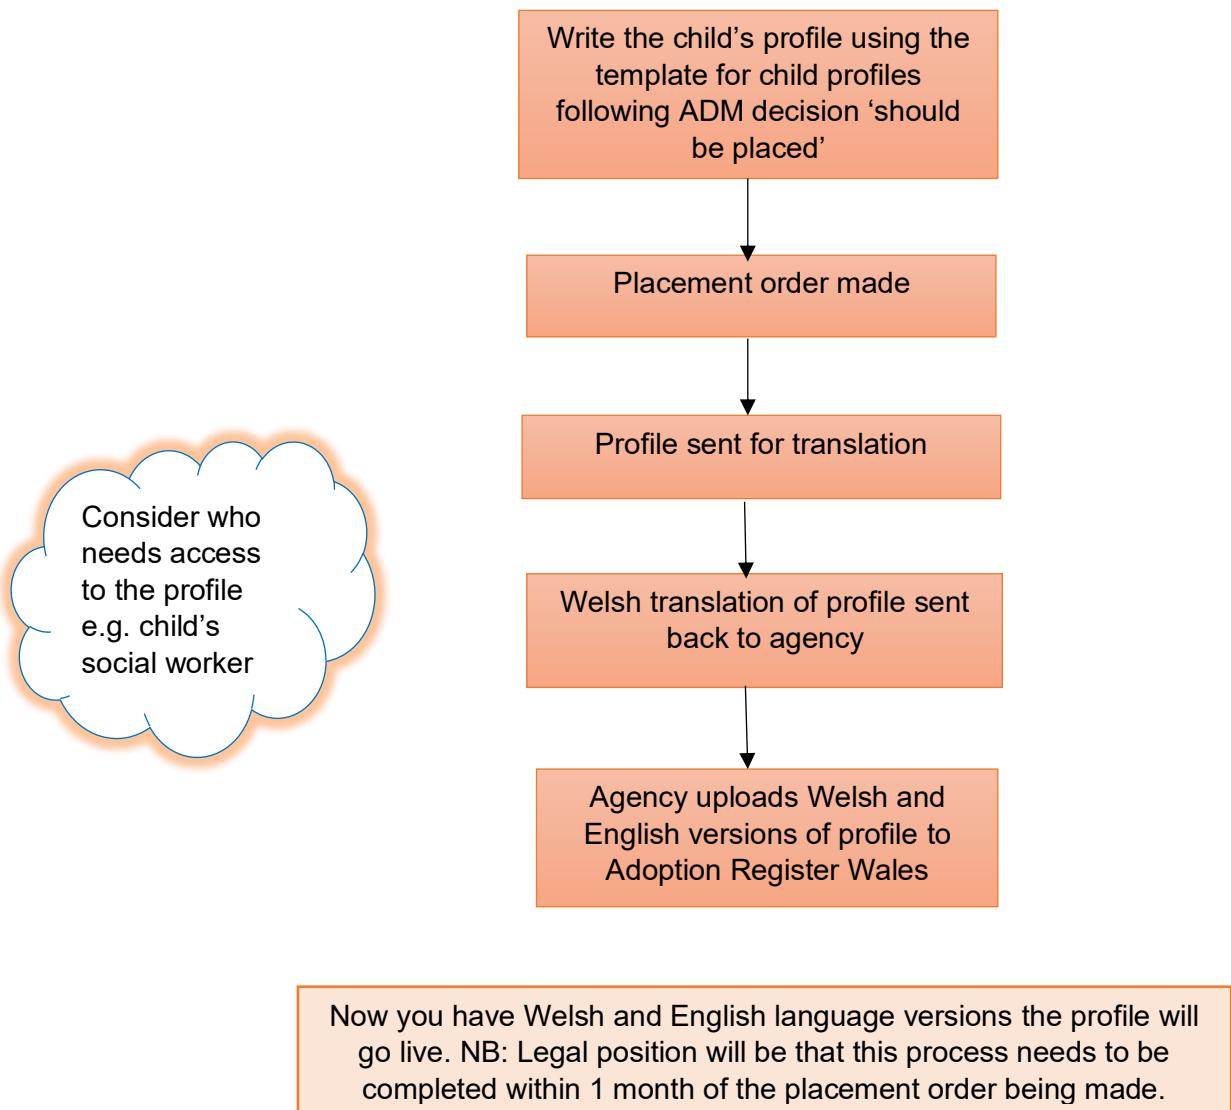 Write the child’s profile using the
template for child profiles
following ADM decision ‘should
be placed’
Placement order made
Profile sent for translation
Consider who
needs access
to the profile
e.g. child’s
social worker
Welsh translation of profile sent
back to agency
Agency uploads Welsh and
English versions of profile to
Adoption Register Wales
Now you have Welsh and English language versions the profile will
go live. NB: Legal position will be that this process needs to be
completed within 1 month of the placement order being made.